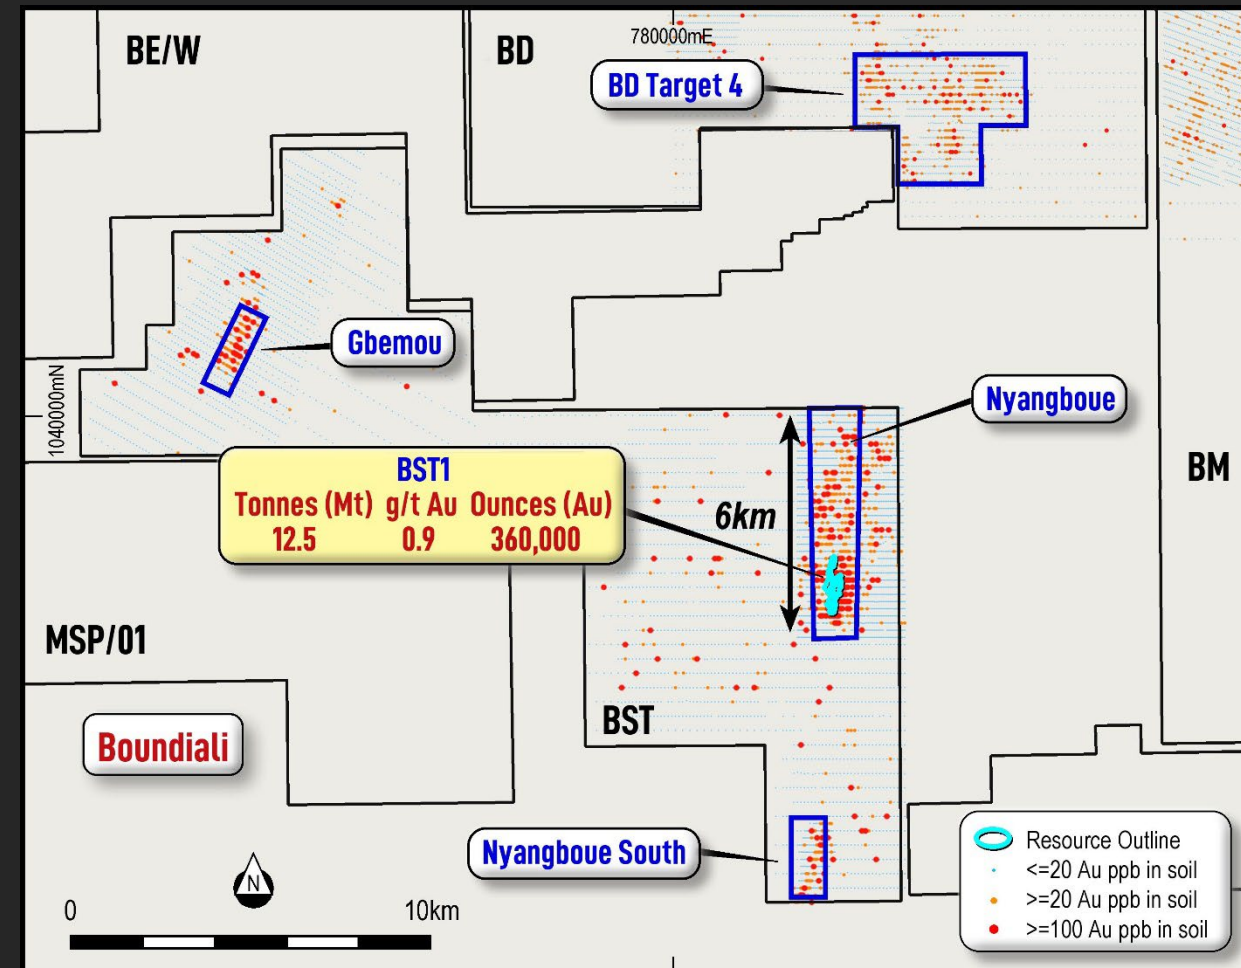 BE/W
BD
780000mE
BD Target 4
Gbemou
1040000mN
Nyangboue
BST1
Tonnes (Mt) g/t Au Ounces (Au)
12.5 0.9 360,000
6km
BM
MSP/01
BST
Boundiali
Nyangboue South
N
0 10km
Resource Outline
<=20 Au ppb in soil
>=20 Au ppb in soil
>=100 Au ppb in soil